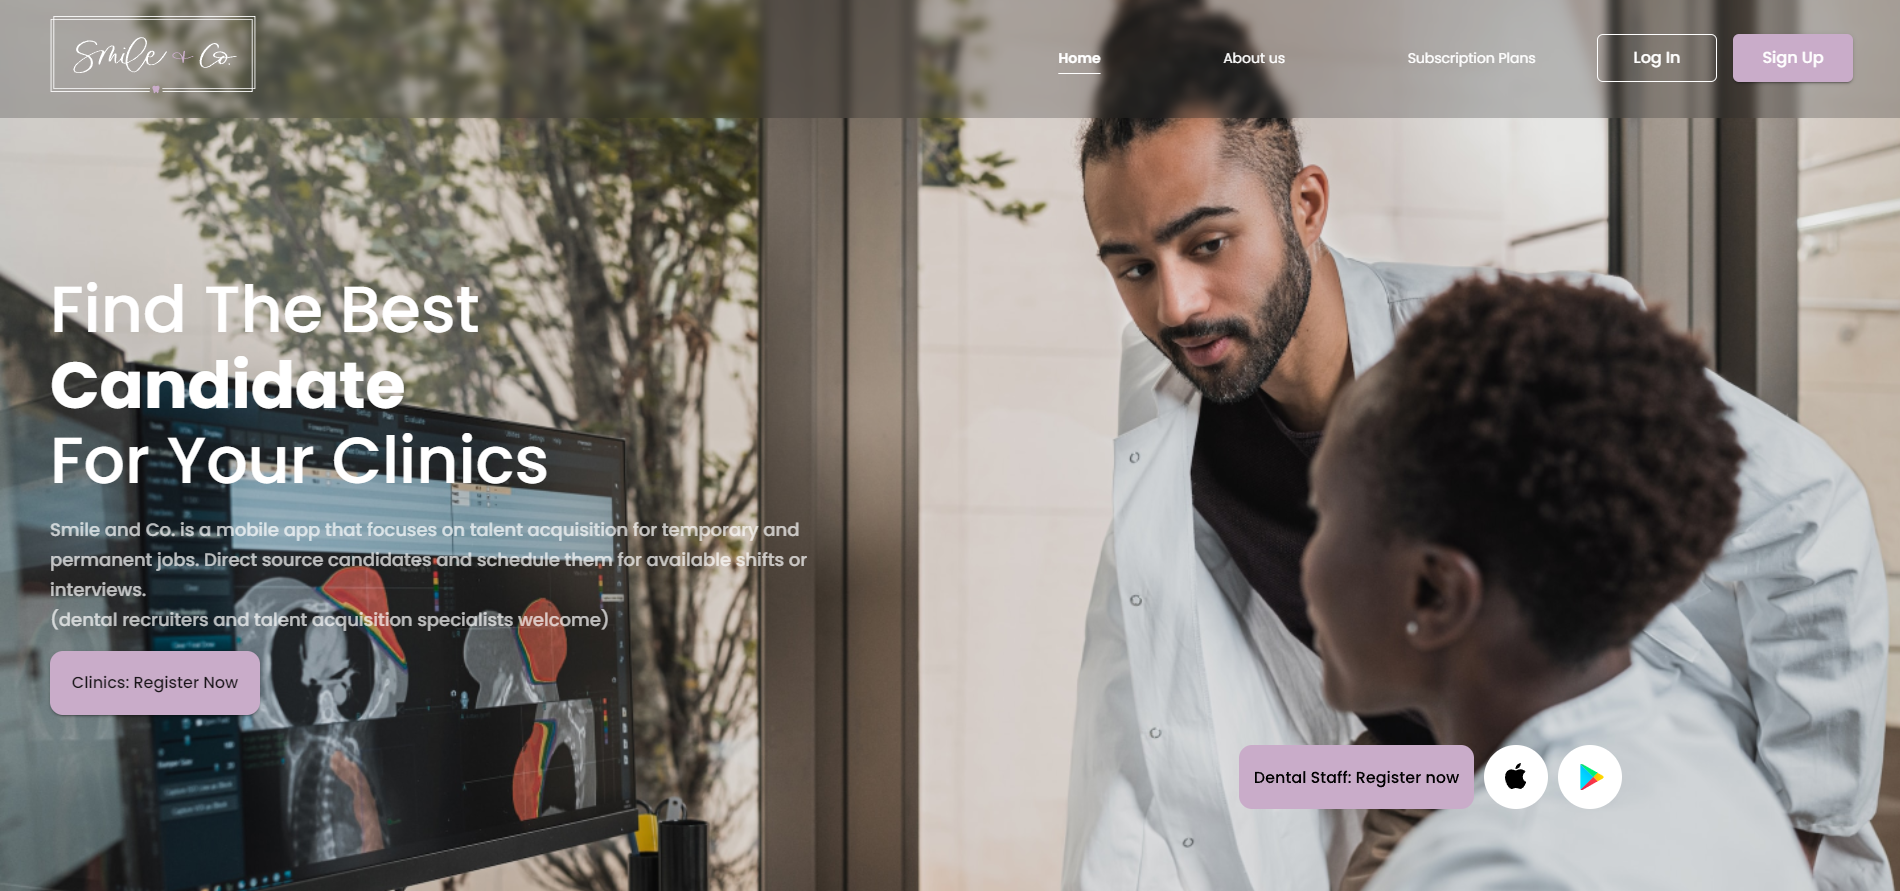 Smile + Co.
Home
About us
Subscription Plans
Log In
Sign Up
Find The Best
Candidate
For Your Clinics
Smile and Co. is a mobile app that focuses on talent acquisition for temporary and
permanent jobs. Direct source candidates and schedule them for available shifts or
interviews.
(dental recruiters and talent acquisition specialists welcome)
Clinics: Register Now
Dental Staff: Register now